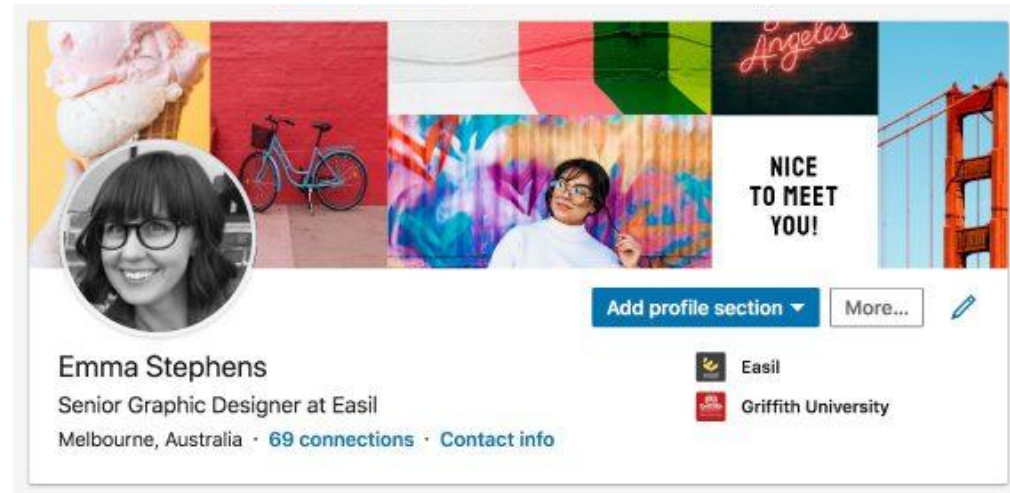 Angeles
NICE
TO MEET
YOU!
Add profile section
More...
Emma Stephens
Senior Graphic Designer at Easil
Melbourne, Australia · 69 connections · Contact info
Easil
Griffith University